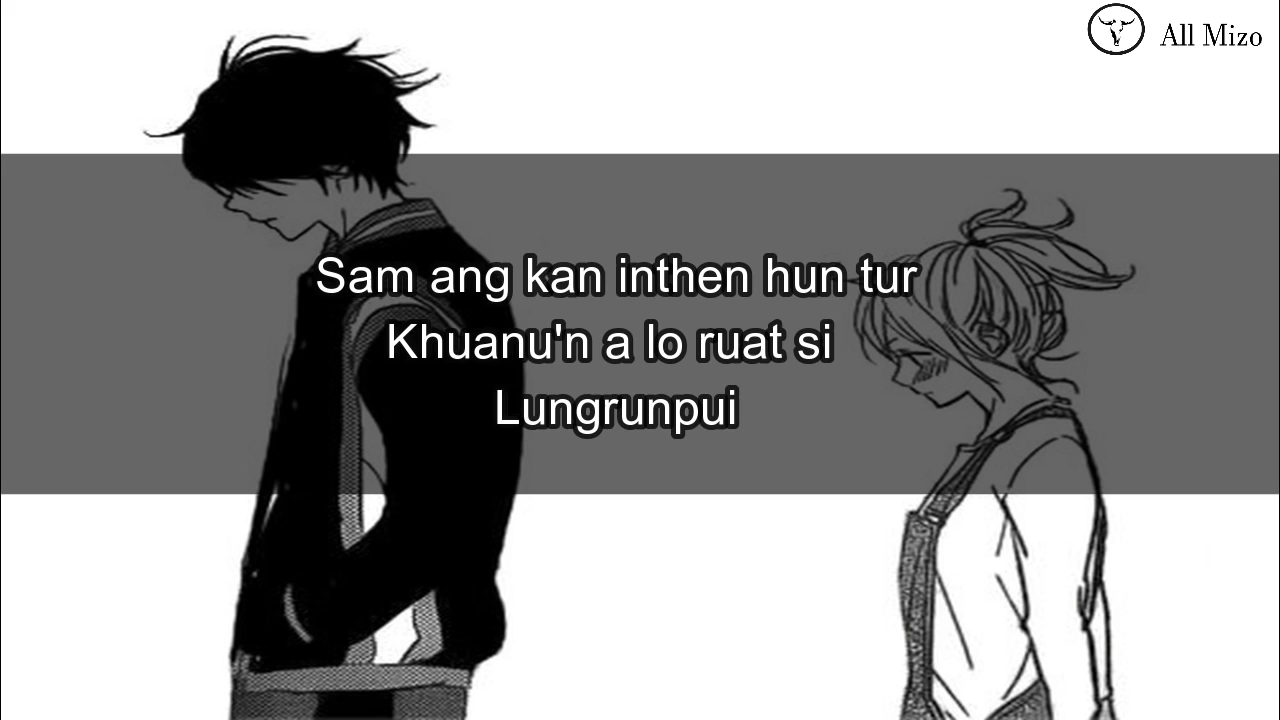 All Mizo
Sam ang kan inthen hun tur
Khuanu'n a lo ruat si
Lungrunpui